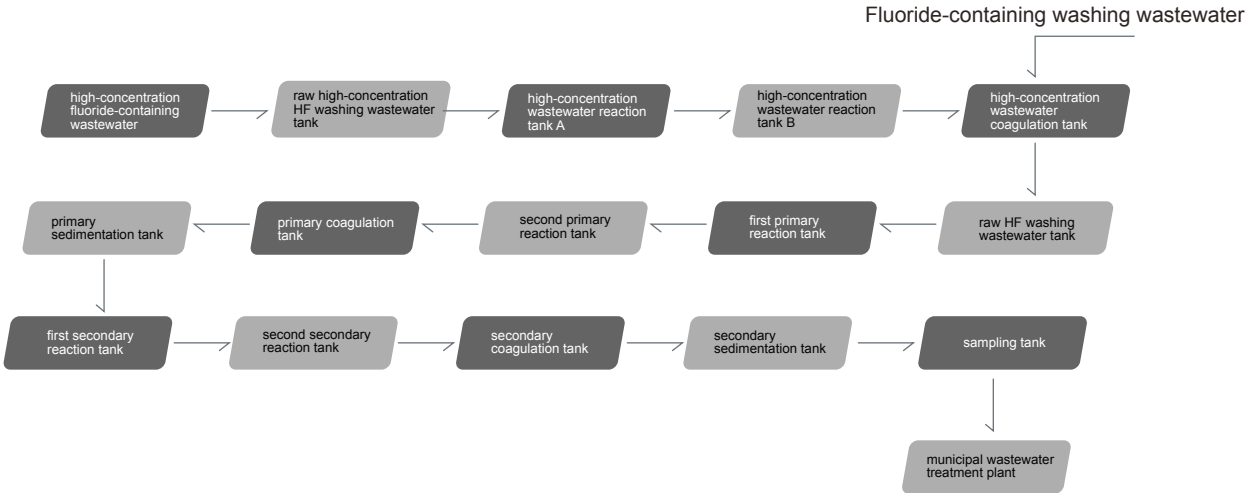 Fluoride-containing washing wastewater
high-concentration
fluoride-containing
wastewater
raw high-concentration
HF washing wastewater
tank
high-concentration
wastewater reaction
tank A
high-concentration
wastewater reaction
tank B
high-concentration
wastewater
coagulation tank
primary
sedimentation tank
primary coagulation
tank
second primary
reaction tank
first primary
reaction tank
raw HF washing
wastewater tank
first secondary
reaction tank
second secondary
reaction tank
secondary
coagulation tank
secondary
sedimentation tank
sampling tank
municipal wastewater
treatment plant